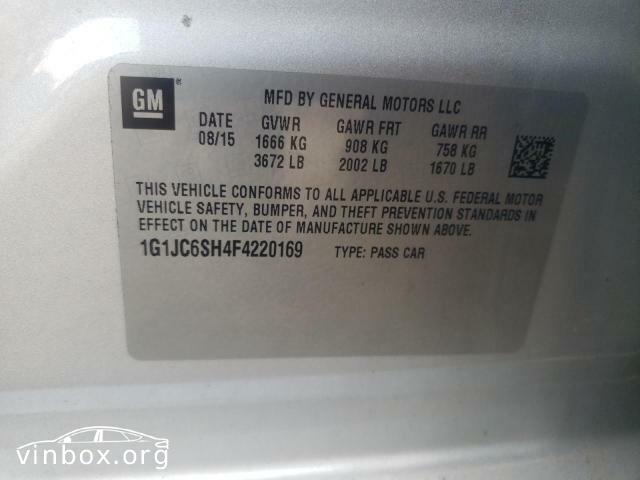 GM ®
MFD BY GENERAL MOTORS LLC
DATE GVWR GAWR FRT GAWR RR
08/15 1666 KG 908 KG 758 KG
3672 LB 2002 LB 1670 LB
THIS VEHICLE CONFORMS TO ALL APPLICABLE U.S. FEDERAL MOTOR
VEHICLE SAFETY, BUMPER, AND THEFT PREVENTION STANDARDS IN
EFFECT ON THE DATE OF MANUFACTURE SHOWN ABOVE.
1G1JC6SH4F4220169 TYPE: PASS CAR
vinbox.org